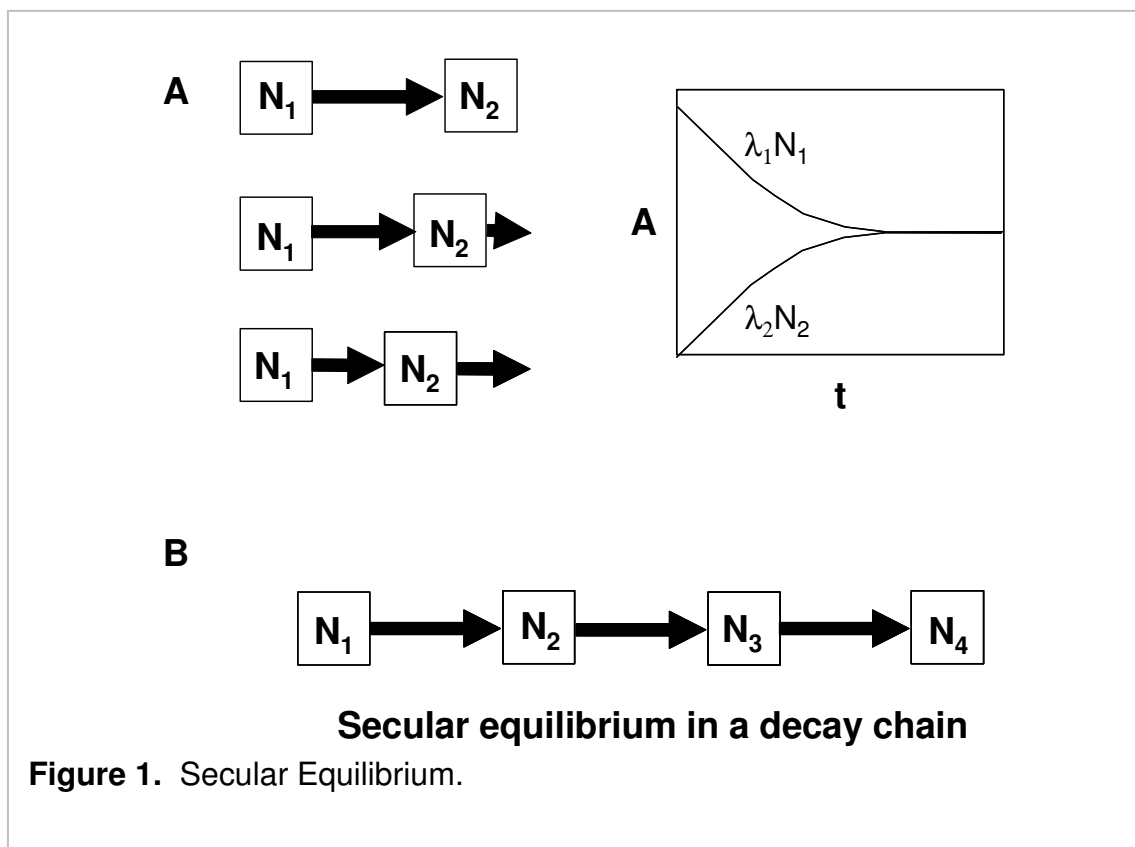 A
N₁ N₂
N₁ N₂
N₁ N₂
A
λ₁N₁
λ₂N₂
t
B
N₁ N₂ N₃ N₄
Secular equilibrium in a decay chain
Figure 1. Secular Equilibrium.